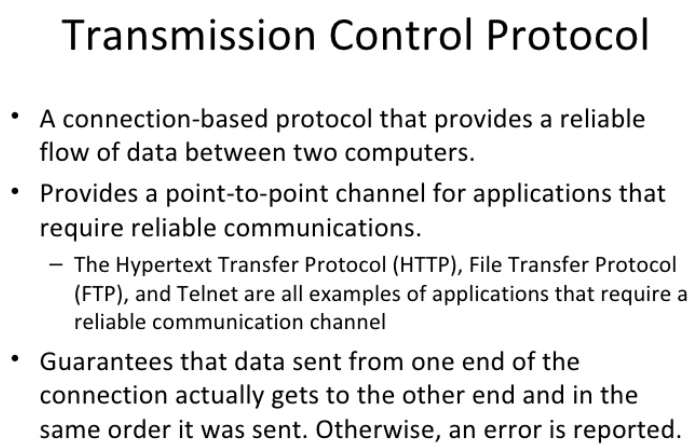 Transmission Control Protocol
• A connection-based protocol that provides a reliable
flow of data between two computers.
• Provides a point-to-point channel for applications that
require reliable communications.
– The Hypertext Transfer Protocol (HTTP), File Transfer Protocol
(FTP), and Telnet are all examples of applications that require a
reliable communication channel
• Guarantees that data sent from one end of the
connection actually gets to the other end and in the
same order it was sent. Otherwise, an error is reported.